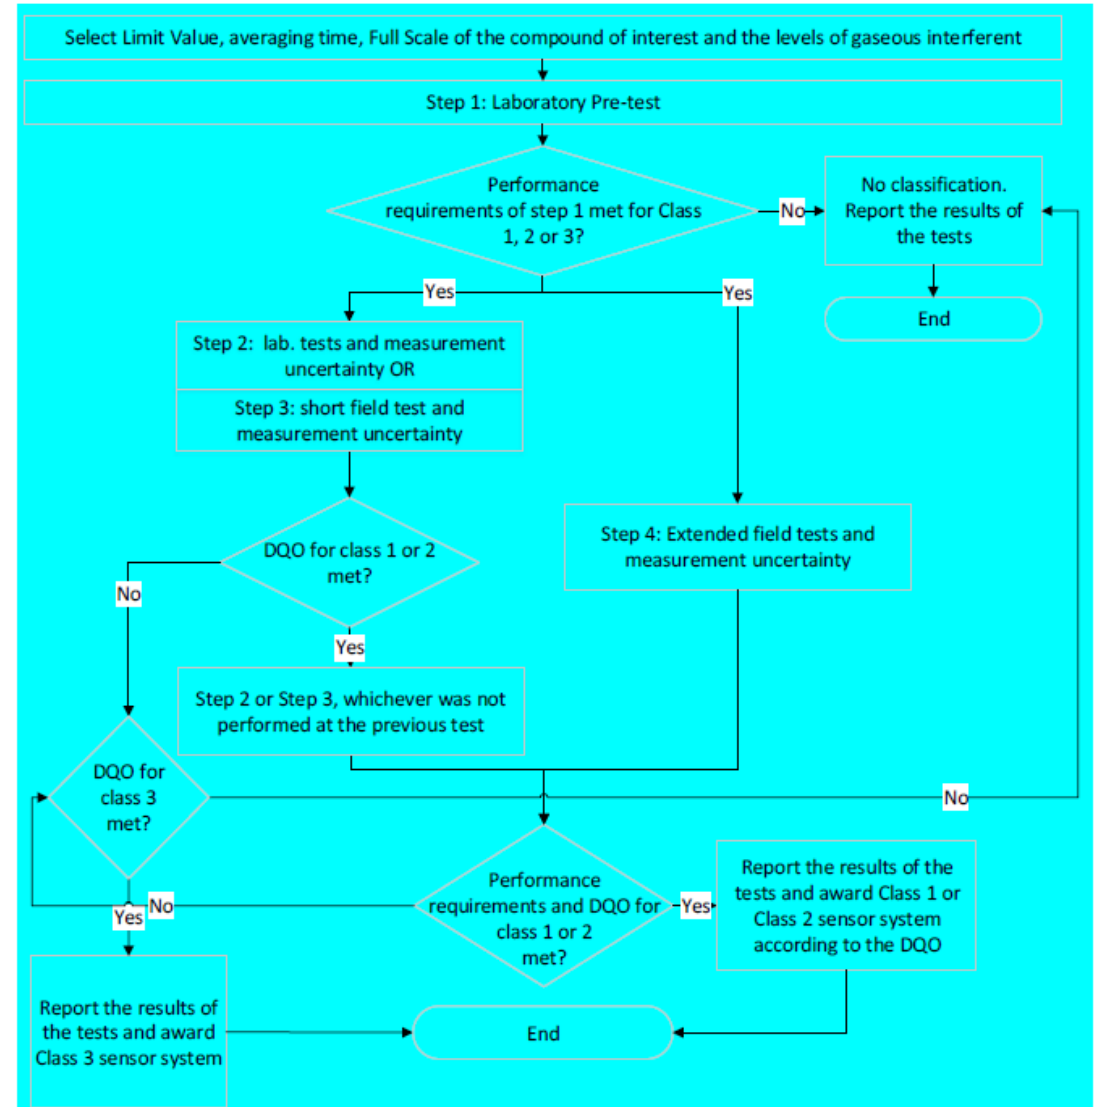 Select Limit Value, averaging time, Full Scale of the compound of interest and the levels of gaseous interferent
Step 1: Laboratory Pre-test
Performance
requirements of step 1 met for Class
1, 2 or 3?
No
No classification.
Report the results of
the tests
End
Yes
Yes
Step 2:  lab. tests and measurement
uncertainty OR
Step 3: short field test and
measurement uncertainty
Step 4: Extended field tests and
measurement uncertainty
DQO for class 1 or 2
met?
No
Yes
Step 2 or Step 3, whichever was not
performed at the previous test
DQO for
class 3
met?
No
Performance
requirements and DQO for
class 1 or 2
met?
Yes
Report the results of the
tests and award Class 1 or
Class 2 sensor system
according to the DQO
No
Yes
Report the results of
the tests and award
Class 3 sensor system
End